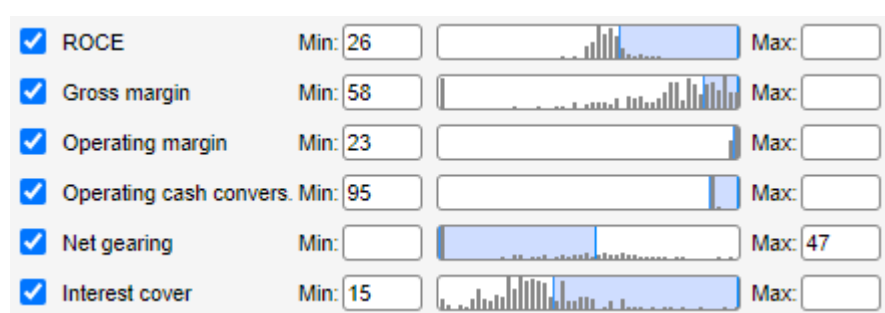 ROCE Min: 26 Max:
Gross margin Min: 58 Max:
Operating margin Min: 23 Max:
Operating cash convers. Min: 95 Max:
Net gearing Min: Max: 47
Interest cover Min: 15 Max: